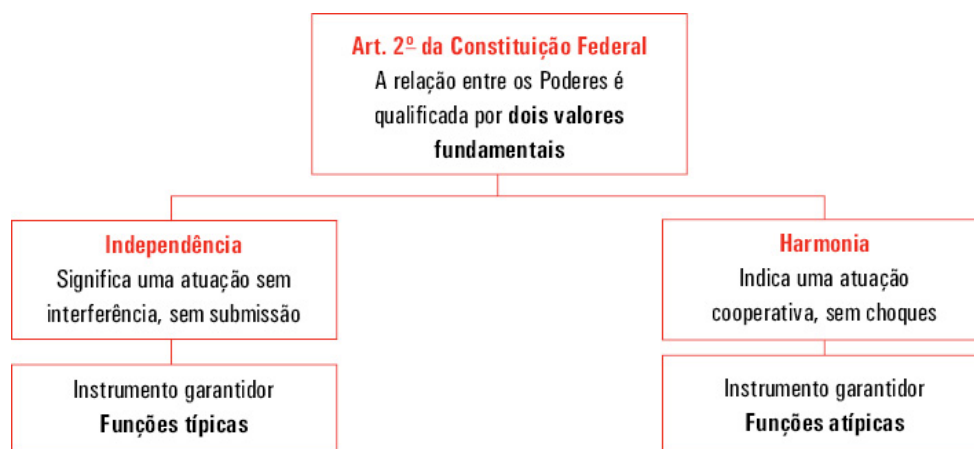 Art. 2º da Constituição Federal
A relação entre os Poderes é
qualificada por dois valores
fundamentais
Independência
Significa uma atuação sem
interferência, sem submissão
Instrumento garantidor
Funções típicas
Harmonia
Indica uma atuação
cooperativa, sem choques
Instrumento garantidor
Funções atípicas